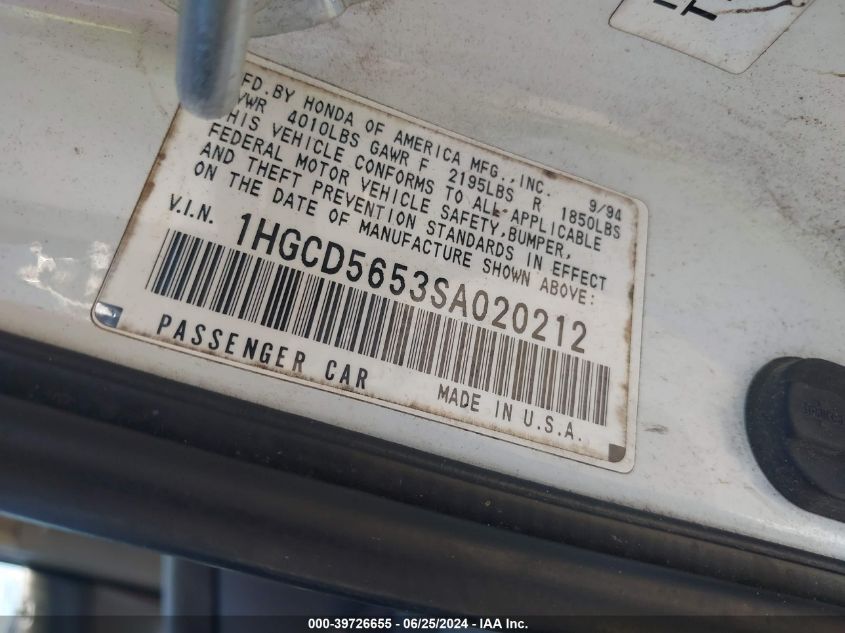 FD.BY HONDA OF AMERICA MFG.,INC. 9/94
VWR 4010LBS GAWR F 2195LBS R 1850LBS
THIS VEHICLE CONFORMS TO ALL APPLICABLE
FEDERAL MOTOR VEHICLE SAFETY,BUMPER,
AND THEFT PREVENTION STANDARDS IN EFFECT
ON THE DATE OF MANUFACTURE SHOWN ABOVE:
V.I.N. 1HGCD5653SA020212
PASSENGER CAR MADE IN U.S.A.
000-39726655 - 06/25/2024 - IAA Inc.